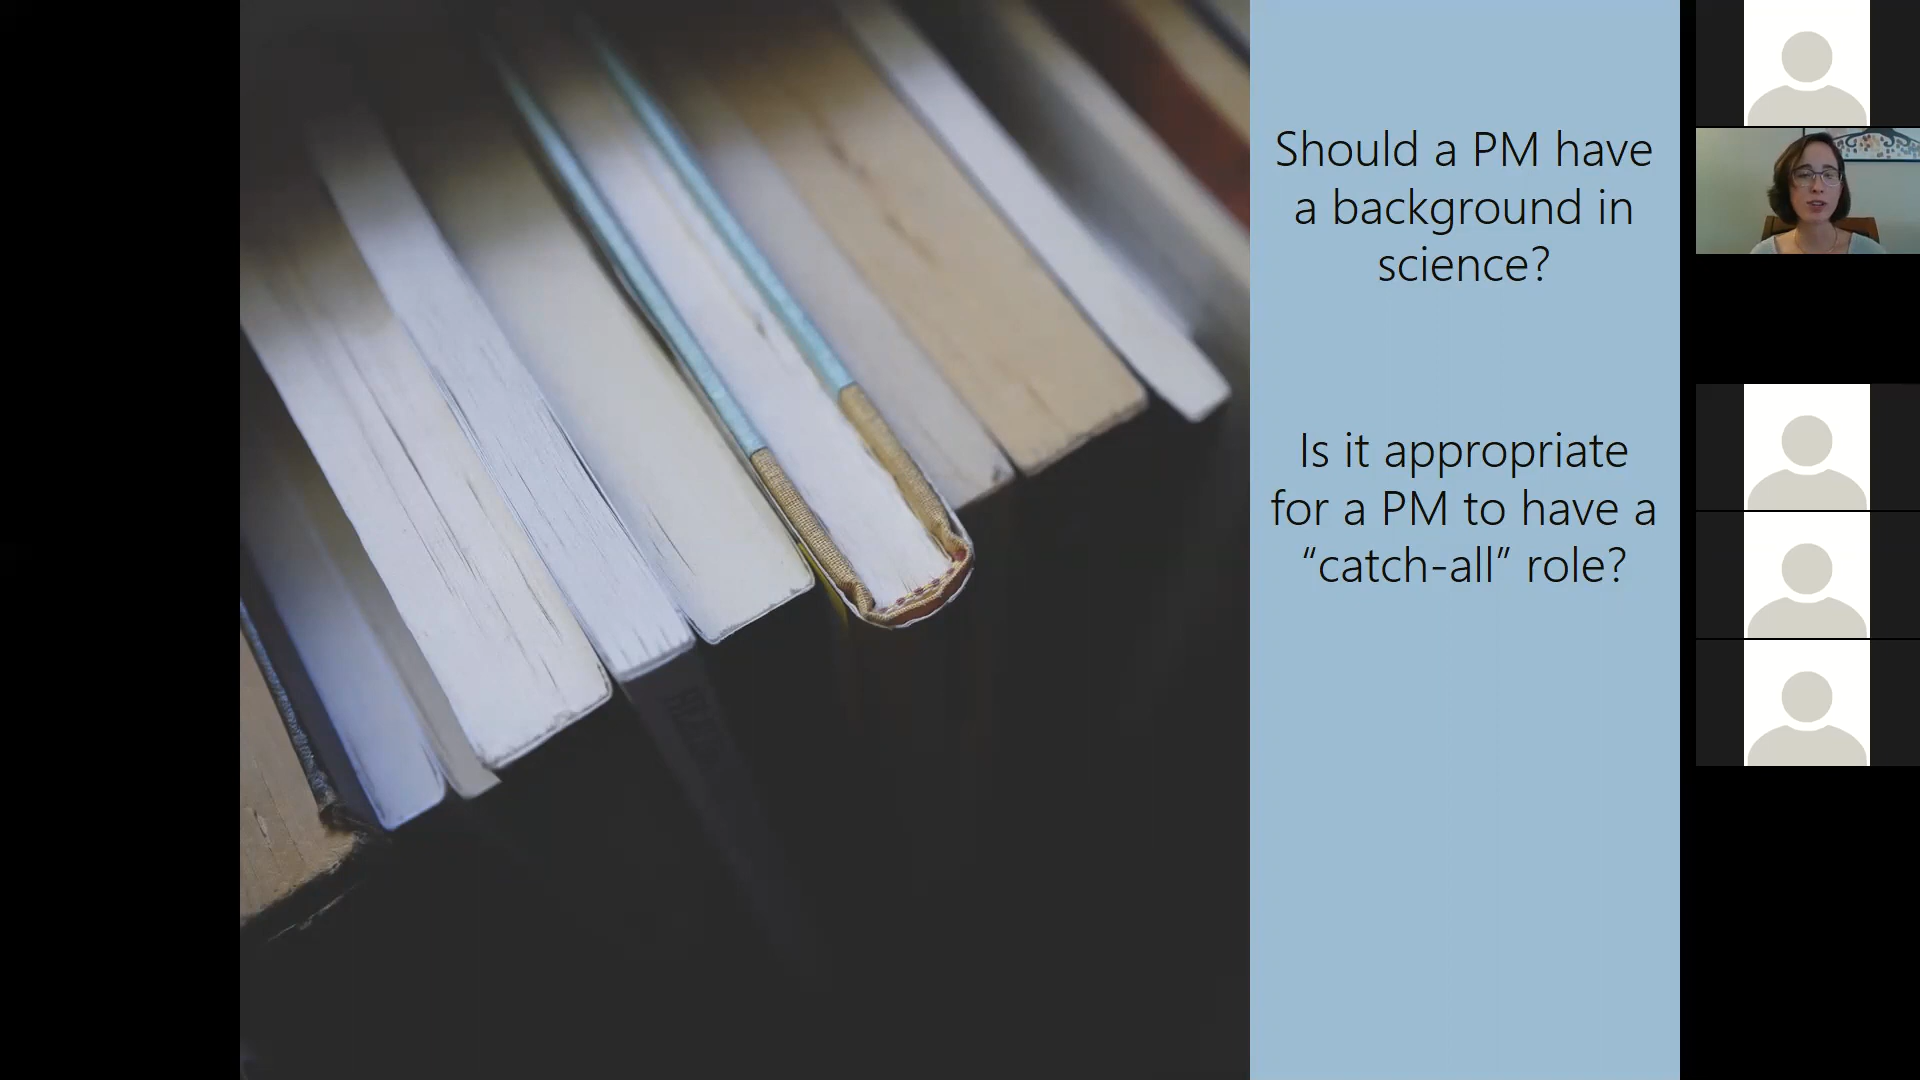 Should a PM have
a background in
science?
Is it appropriate
for a PM to have a
“catch-all” role?